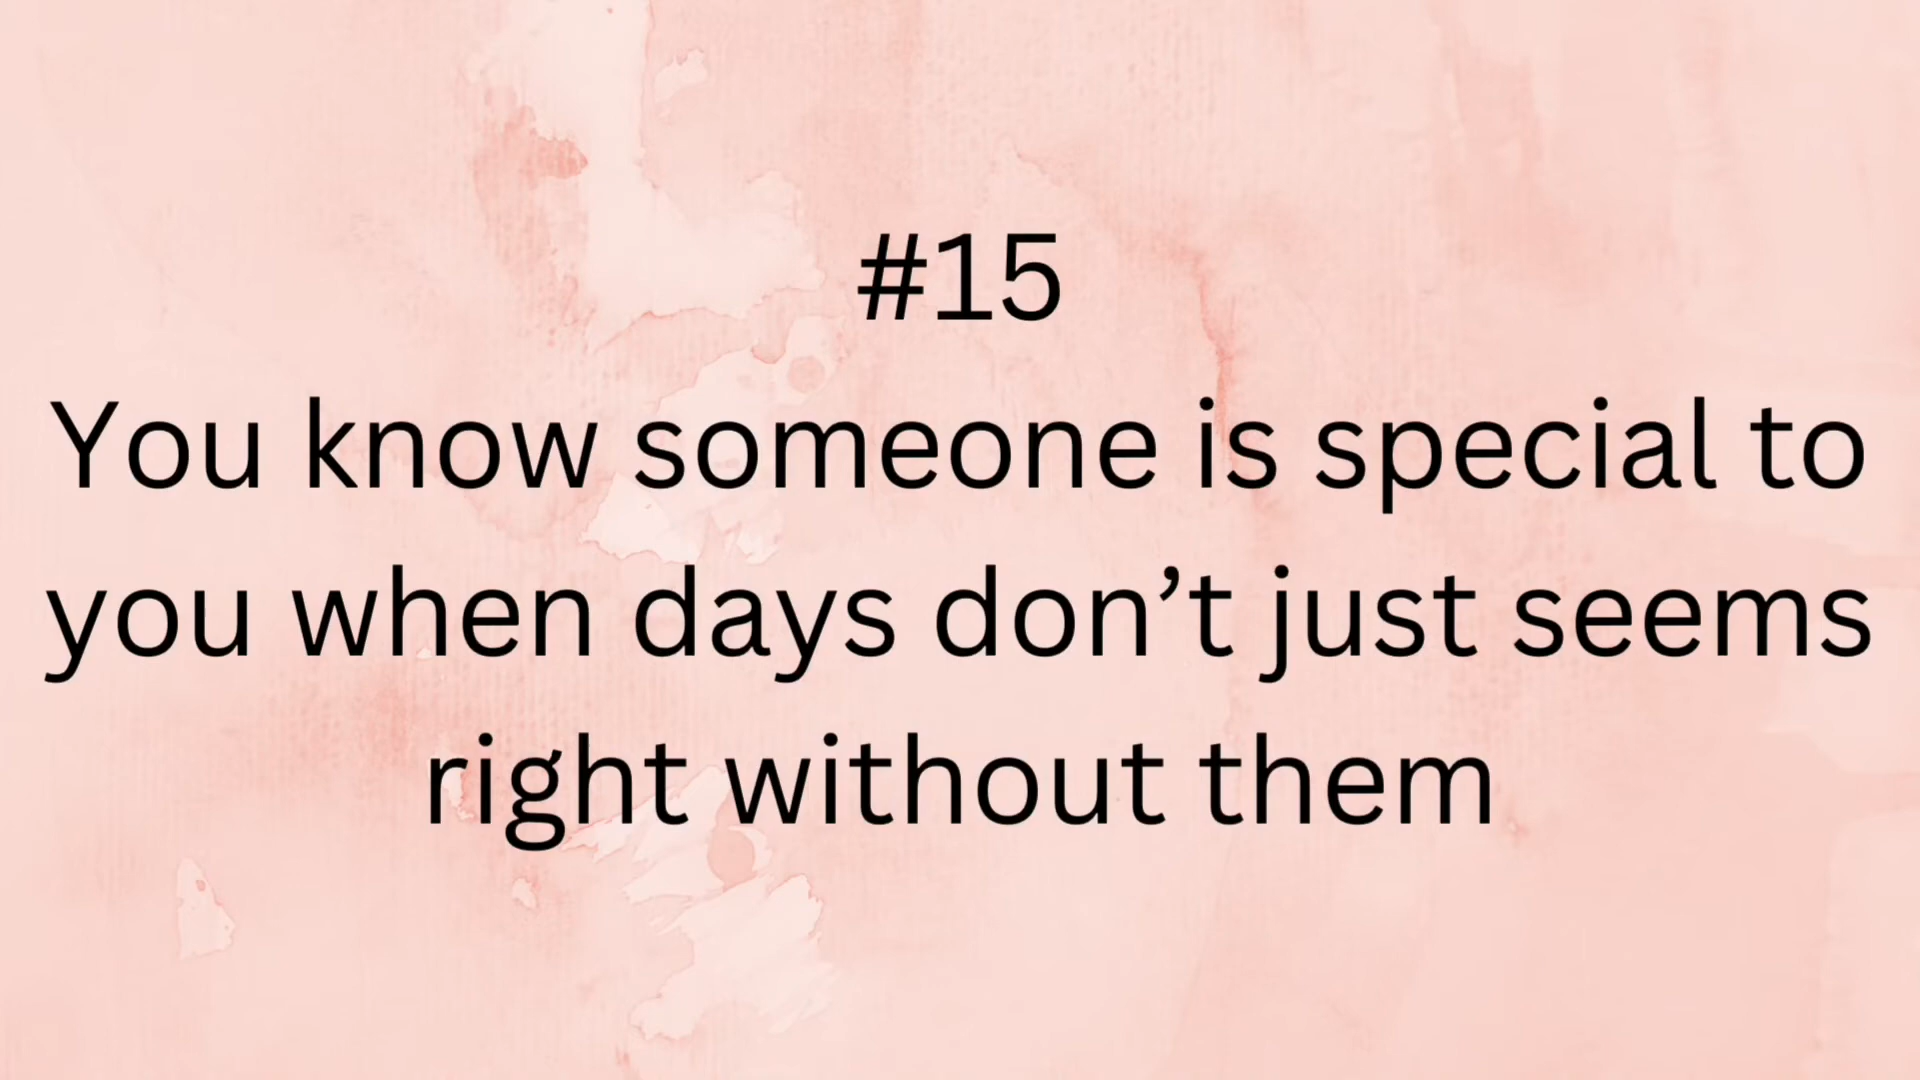 #15
You know someone is special to
you when days don’t just seems
right without them